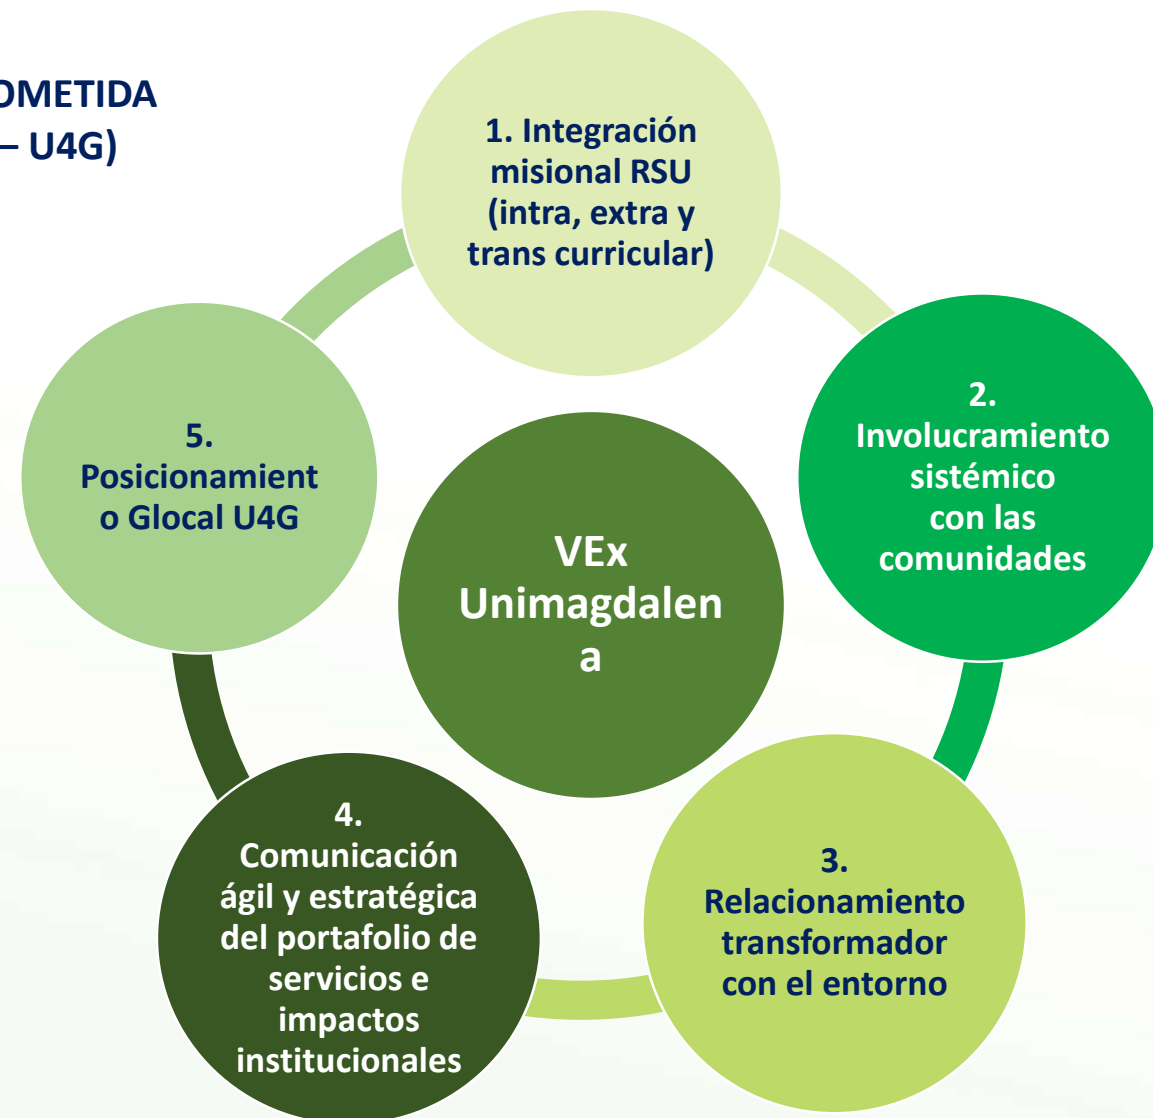 OMETIDA
– U4G)
1. Integración
misional RSU
(intra, extra y
trans curricular)
2.
Involucramiento
sistémico
con las
comunidades
3.
Relacionamiento
transformador
con el entorno
4.
Comunicación
ágil y estratégica
del portafolio de
servicios e
impactos
institucionales
5.
Posicionamient
o Glocal U4G
VEx
Unimagdalen
a